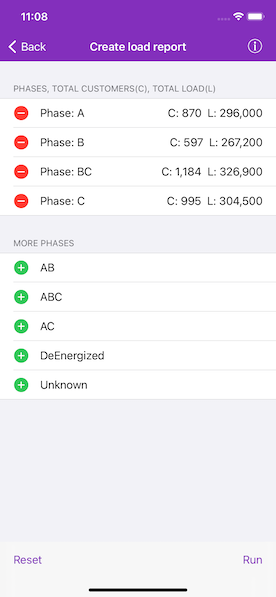 11:08
Back Create load report
PHASES, TOTAL CUSTOMERS(C), TOTAL LOAD(L)
Phase: A C: 870 L: 296,000
Phase: B C: 597 L: 267,200
Phase: BC C: 1,184 L: 326,900
Phase: C C: 995 L: 304,500
MORE PHASES
AB
ABC
AC
DeEnergized
Unknown
Reset Run